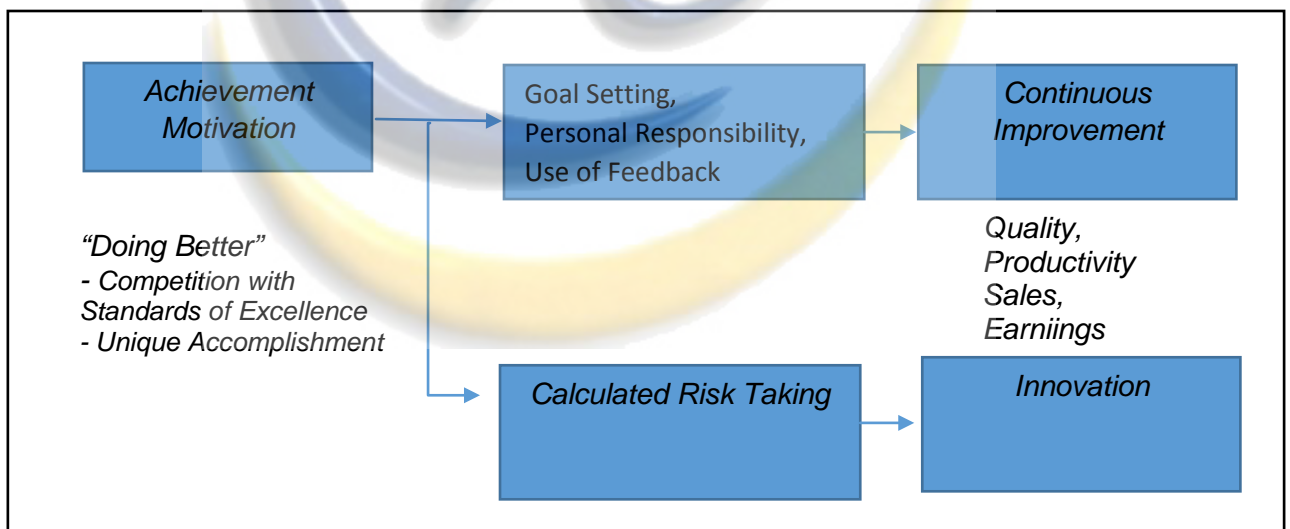 Achievement
Motivation
Goal Setting,
Personal Responsibility,
Use of Feedback
Continuous
Improvement
“Doing Better”
- Competition with
Standards of Excellence
- Unique Accomplishment
Quality,
Productivity
Sales,
Earniings
Calculated Risk Taking
Innovation